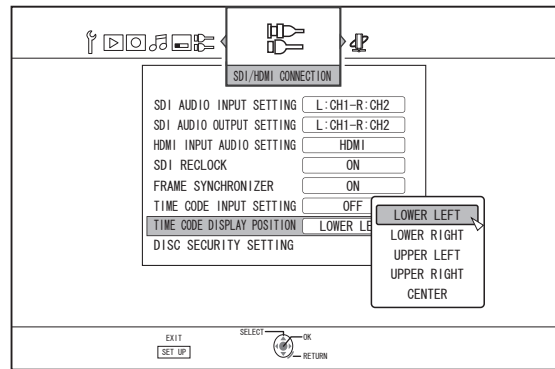 SDI/HDMI CONNECTION
SDI AUDIO INPUT SETTING L:CH1-R:CH2
SDI AUDIO OUTPUT SETTING L:CH1-R:CH2
HDMI INPUT AUDIO SETTING HDMI
SDI RECLOCK ON
FRAME SYNCHRONIZER ON
TIME CODE INPUT SETTING OFF
TIME CODE DISPLAY POSITION LOWER LE
DISC SECURITY SETTING
LOWER LEFT
LOWER RIGHT
UPPER LEFT
UPPER RIGHT
CENTER
EXIT
SET UP
SELECT
OK
RETURN